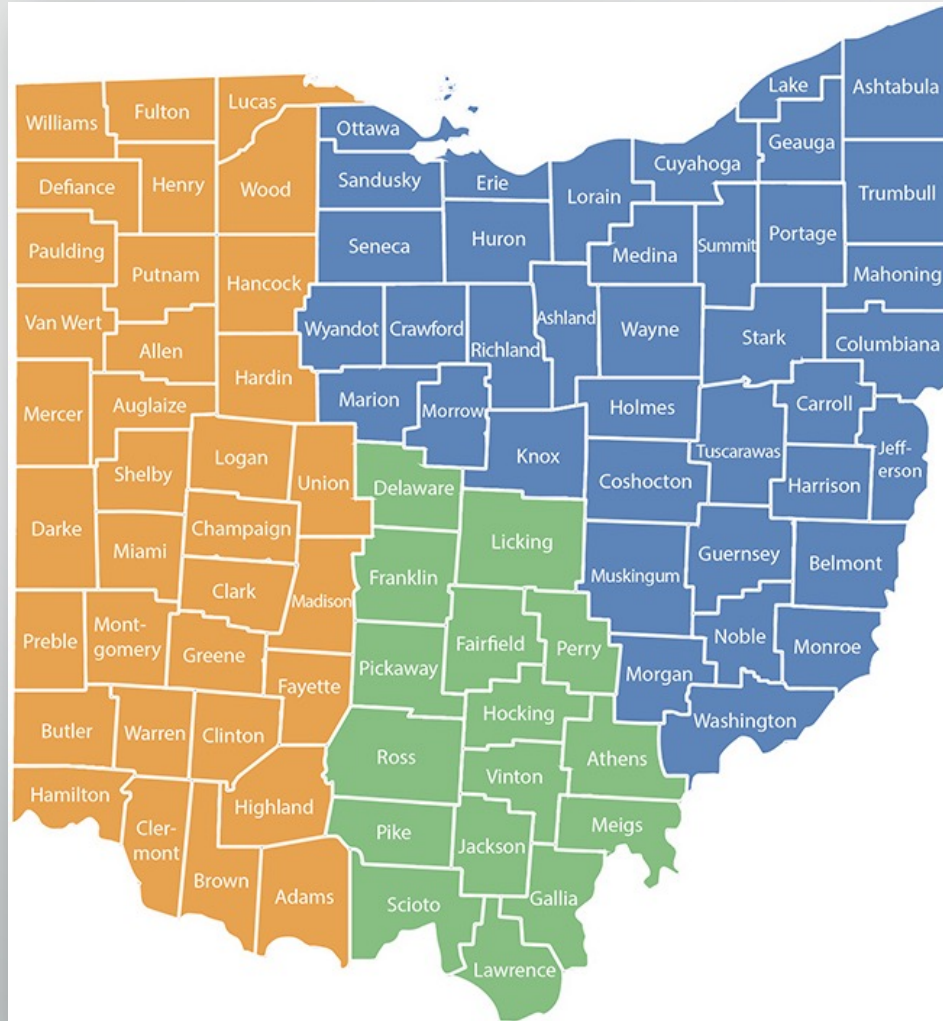 Lake
Ashtabula
Lucas
Fulton
Williams
Ottawa
Geauga
Cuyahoga
Sandusky
Erie
Henry
Defiance
Wood
Lorain
Trumbull
Seneca
Huron
Portage
Summit
Medina
Paulding
Putnam
Hancock
Mahoning
Van Wert
Wyandot
Crawford
Ashland
Wayne
Stark
Columbiana
Allen
Richland
Hardin
Marion
Mercer
Auglaize
Morrow
Holmes
Carroll
Logan
Knox
Tuscarawas
Jeff-
erson
Shelby
Union
Delaware
Coshocton
Harrison
Darke
Champaign
Licking
Miami
Guernsey
Belmont
Franklin
Muskingum
Clark
Madison
Preble
Mont-
gomery
Greene
Fairfield
Perry
Noble
Monroe
Pickaway
Morgan
Fayette
Hocking
Washington
Butler
Warren
Clinton
Ross
Athens
Vinton
Hamilton
Highland
Cler-
mont
Pike
Meigs
Jackson
Brown
Adams
Scioto
Gallia
Lawrence